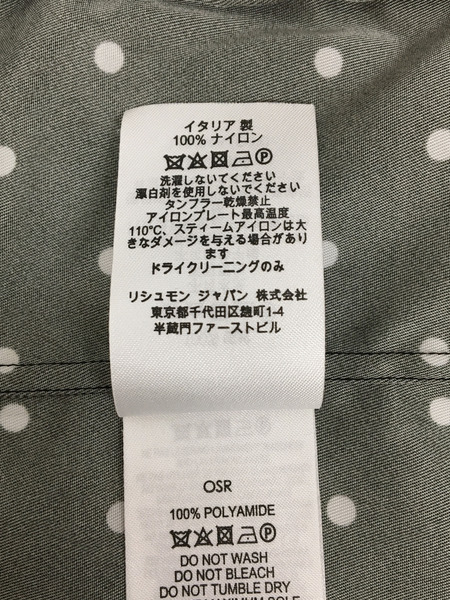 イタリア 製
100% ナイロン
洗濯しないてください
漂白剤を使用しないでください
タンフラー乾燥禁止
アイロンプレート最高温度
110°C、スティームアイロンは大
きなダメージを与える場合があり
ます
ドライクリーニングのみ
リシュモン ジャパン 株式会社
東京都千代田区麹町1-4
半蔵門ファーストビル
OSR
100% POLYAMIDE
DO NOT WASH
DO NOT BLEACH
DO NOT TUMBLE DRY